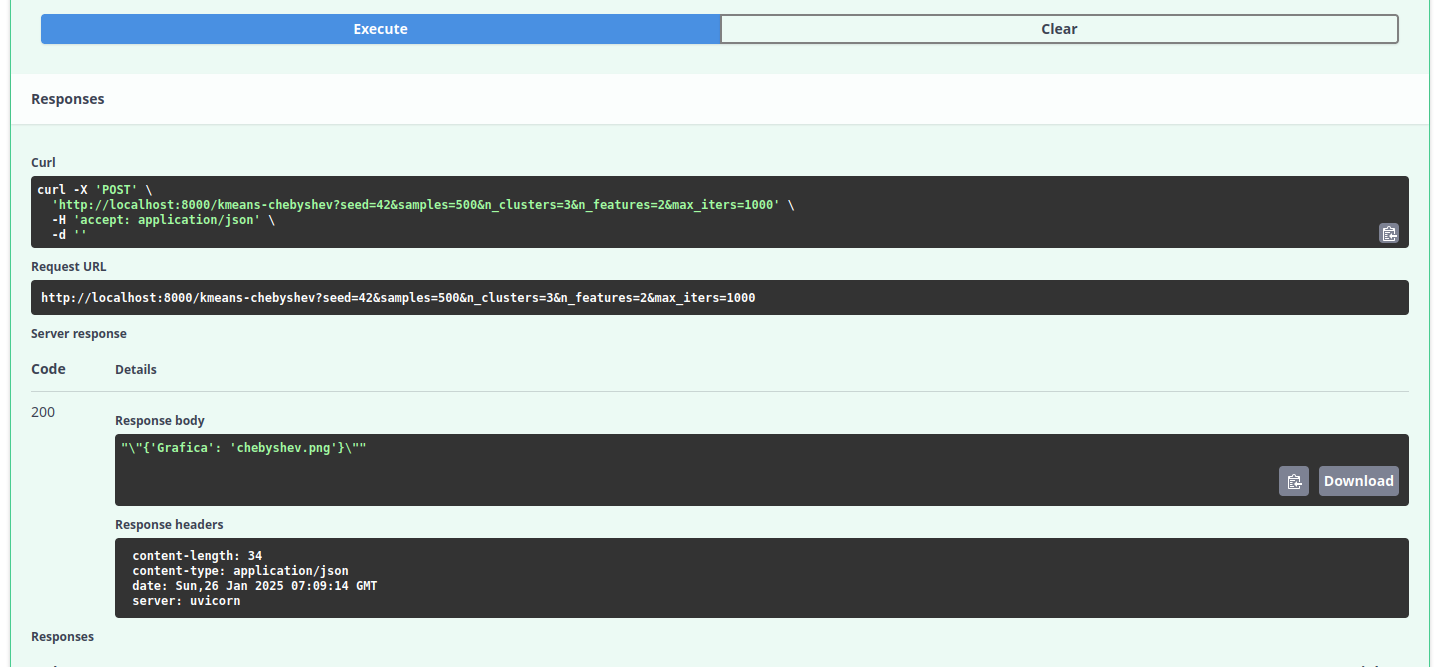 Execute
Clear
Responses
Curl
curl -X 'POST' \
'http://localhost:8000/kmeans-chebyshev?seed=42&samples=500&n_clusters=3&n_features=2&max_iters=1000' \
-H 'accept: application/json' \
-d ''
Request URL
http://localhost:8000/kmeans-chebyshev?seed=42&samples=500&n_clusters=3&n_features=2&max_iters=1000
Server response
Code
Details
200
Response body
"\"{'Grafica': 'chebyshev.png'}\""
Download
Response headers
content-length: 34
content-type: application/json
date: Sun,26 Jan 2025 07:09:14 GMT
server: uvicorn
Responses